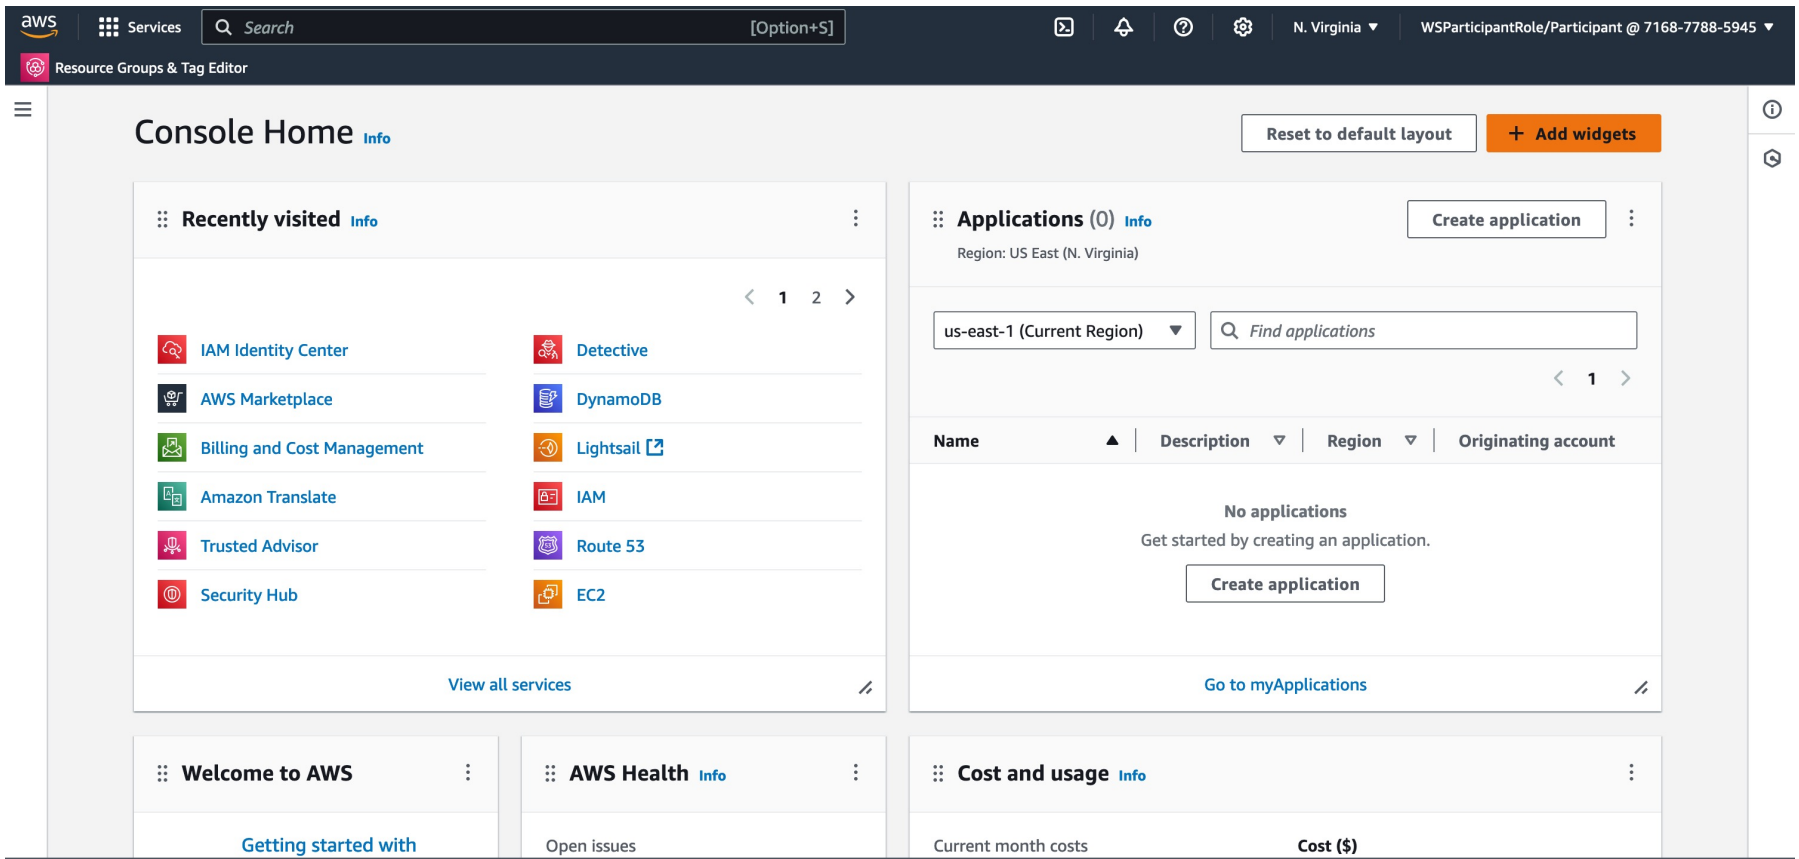 aws
Services
Search
[Option+S]
N. Virginia
WSParticipantRole/Participant @ 7168-7788-5945
Resource Groups & Tag Editor
Console Home Info
Reset to default layout
+ Add widgets
Recently visited Info
1 2
IAM Identity Center
AWS Marketplace
Billing and Cost Management
Amazon Translate
Trusted Advisor
Security Hub
Detective
DynamoDB
Lightsail
IAM
Route 53
EC2
View all services
Applications (0) Info
Region: US East (N. Virginia)
Create application
us-east-1 (Current Region)
Find applications
1
Name Description Region Originating account
No applications
Get started by creating an application.
Create application
Go to myApplications
Welcome to AWS
Getting started with
AWS Health Info
Open issues
Cost and usage Info
Current month costs
Cost ($)